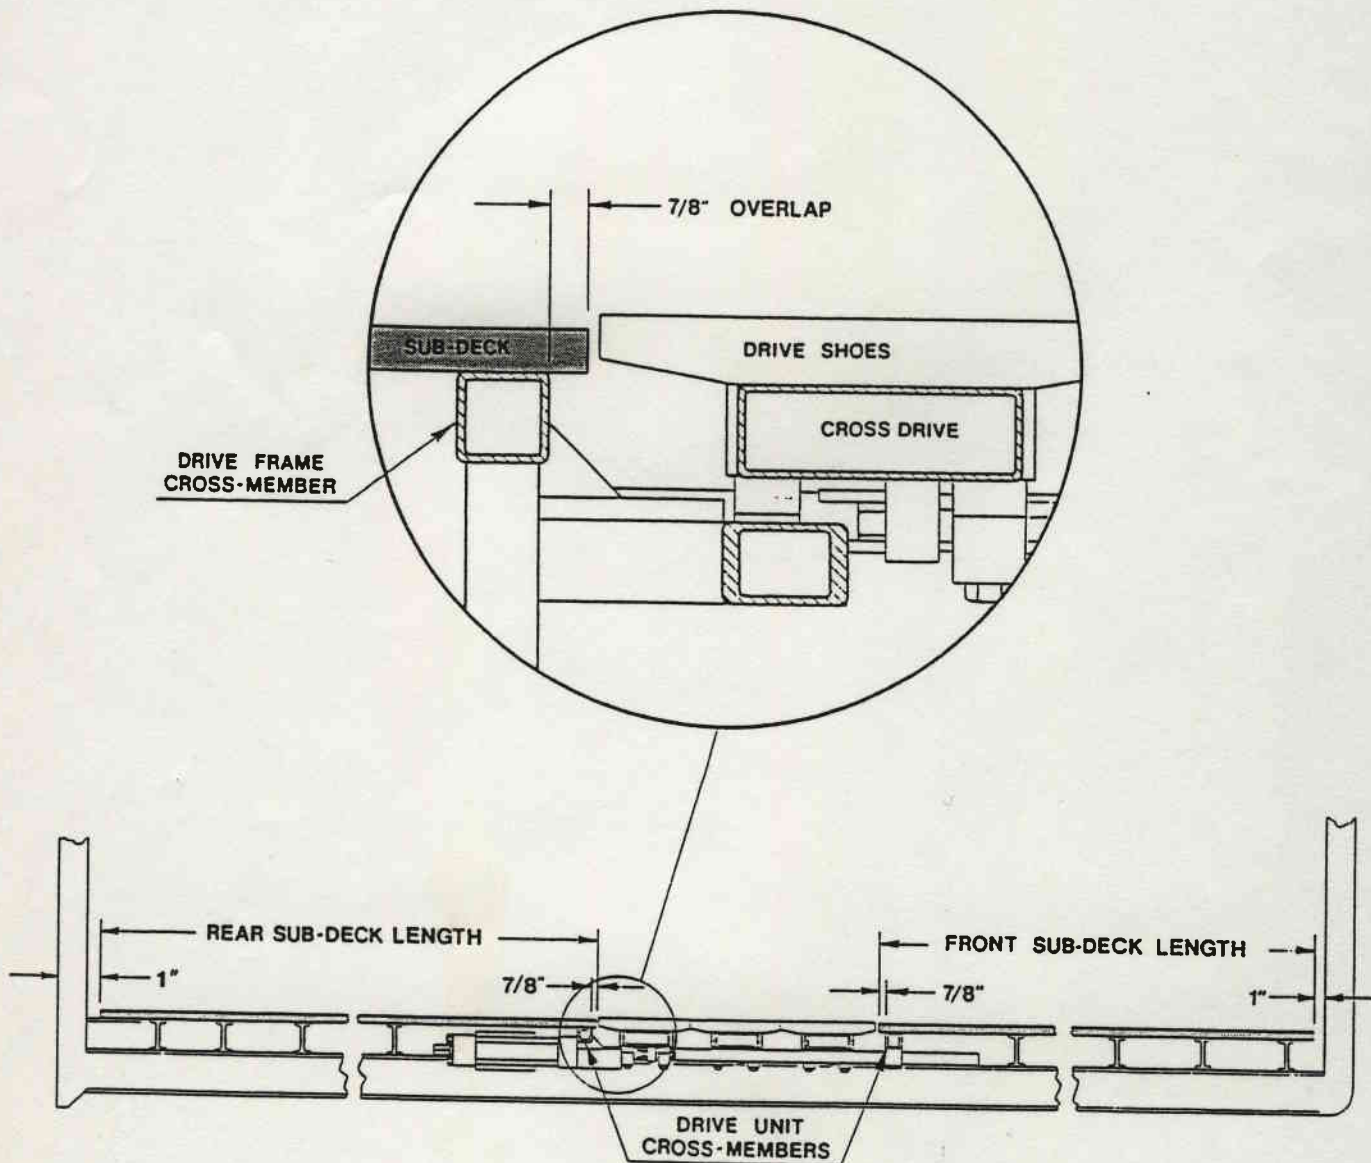 7/8" OVERLAP
SUB-DECK
DRIVE SHOES
CROSS DRIVE
DRIVE FRAME
CROSS-MEMBER
REAR SUB-DECK LENGTH
FRONT SUB-DECK LENGTH
1"
7/8"
7/8"
1"
DRIVE UNIT
CROSS-MEMBERS